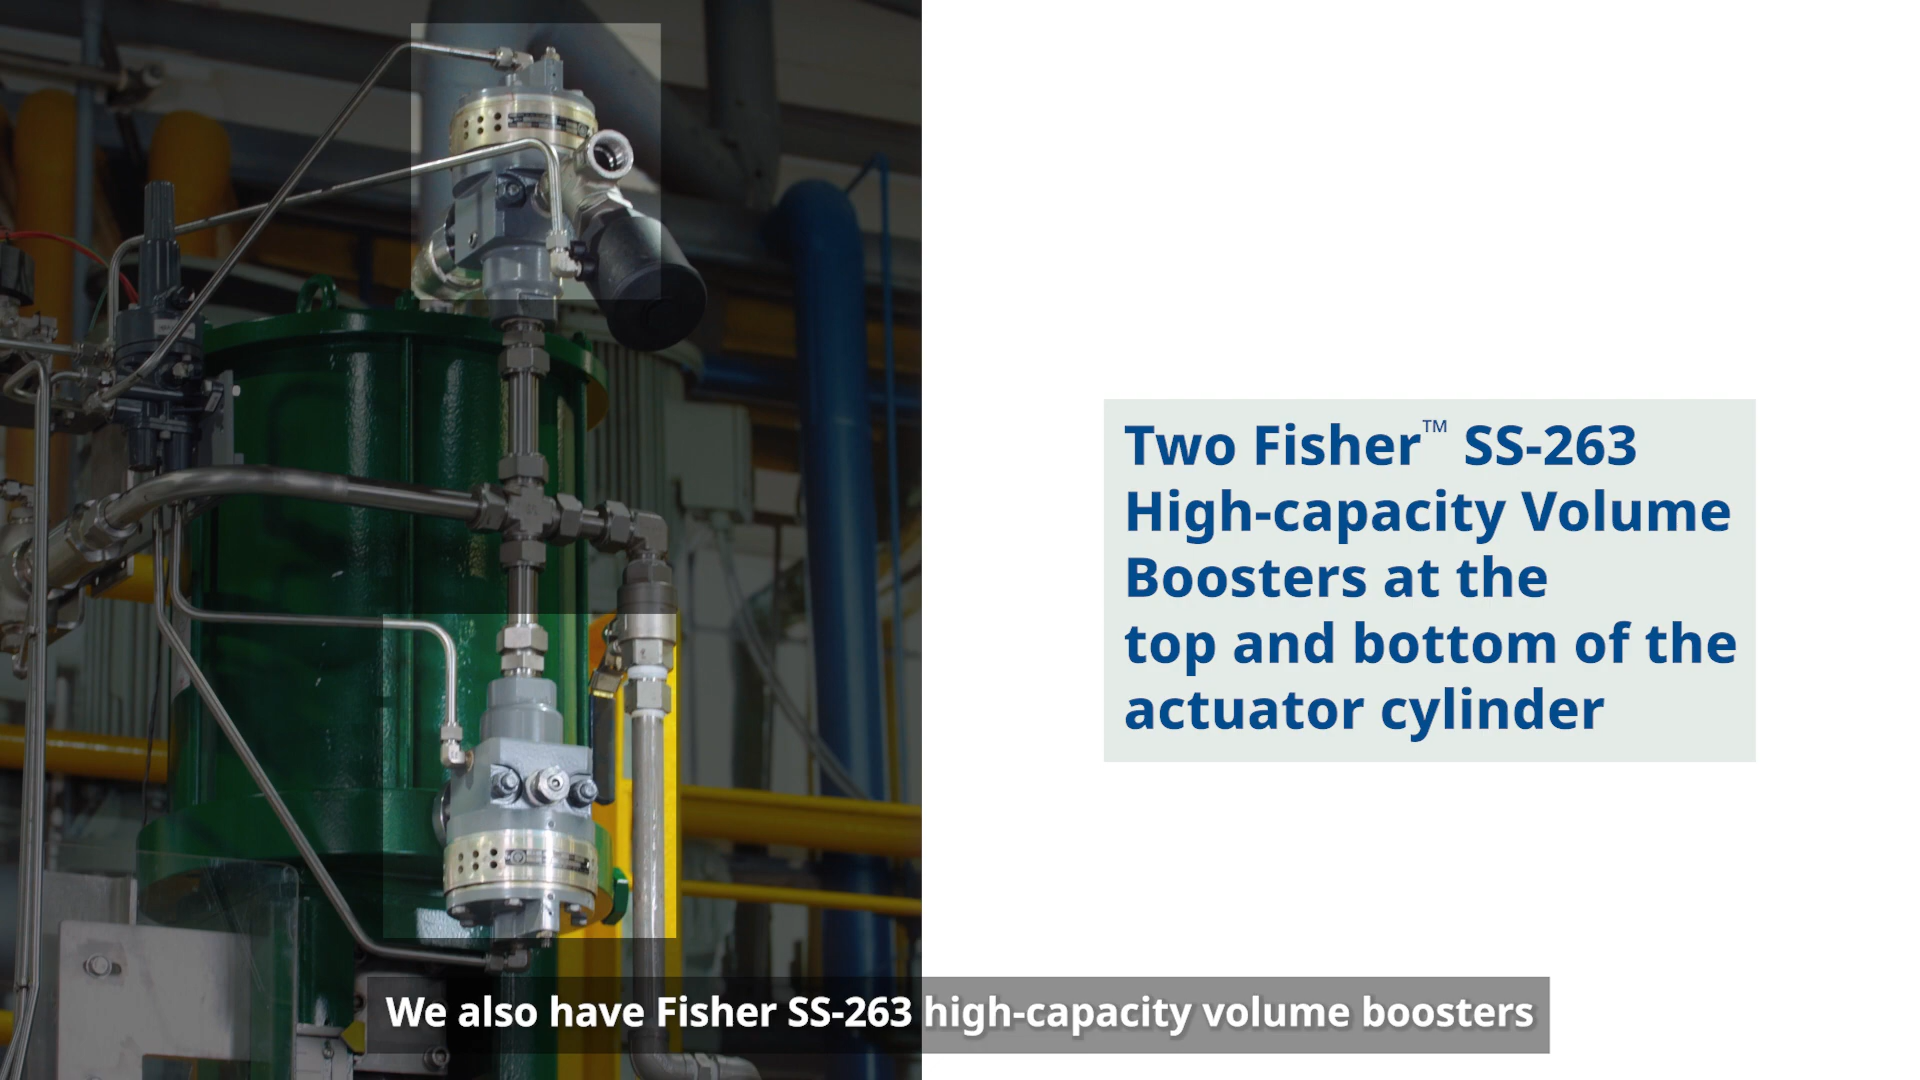 Two Fisher™ SS-263
High-capacity Volume
Boosters at the
top and bottom of the
actuator cylinder
We also have Fisher SS-263 high-capacity volume boosters